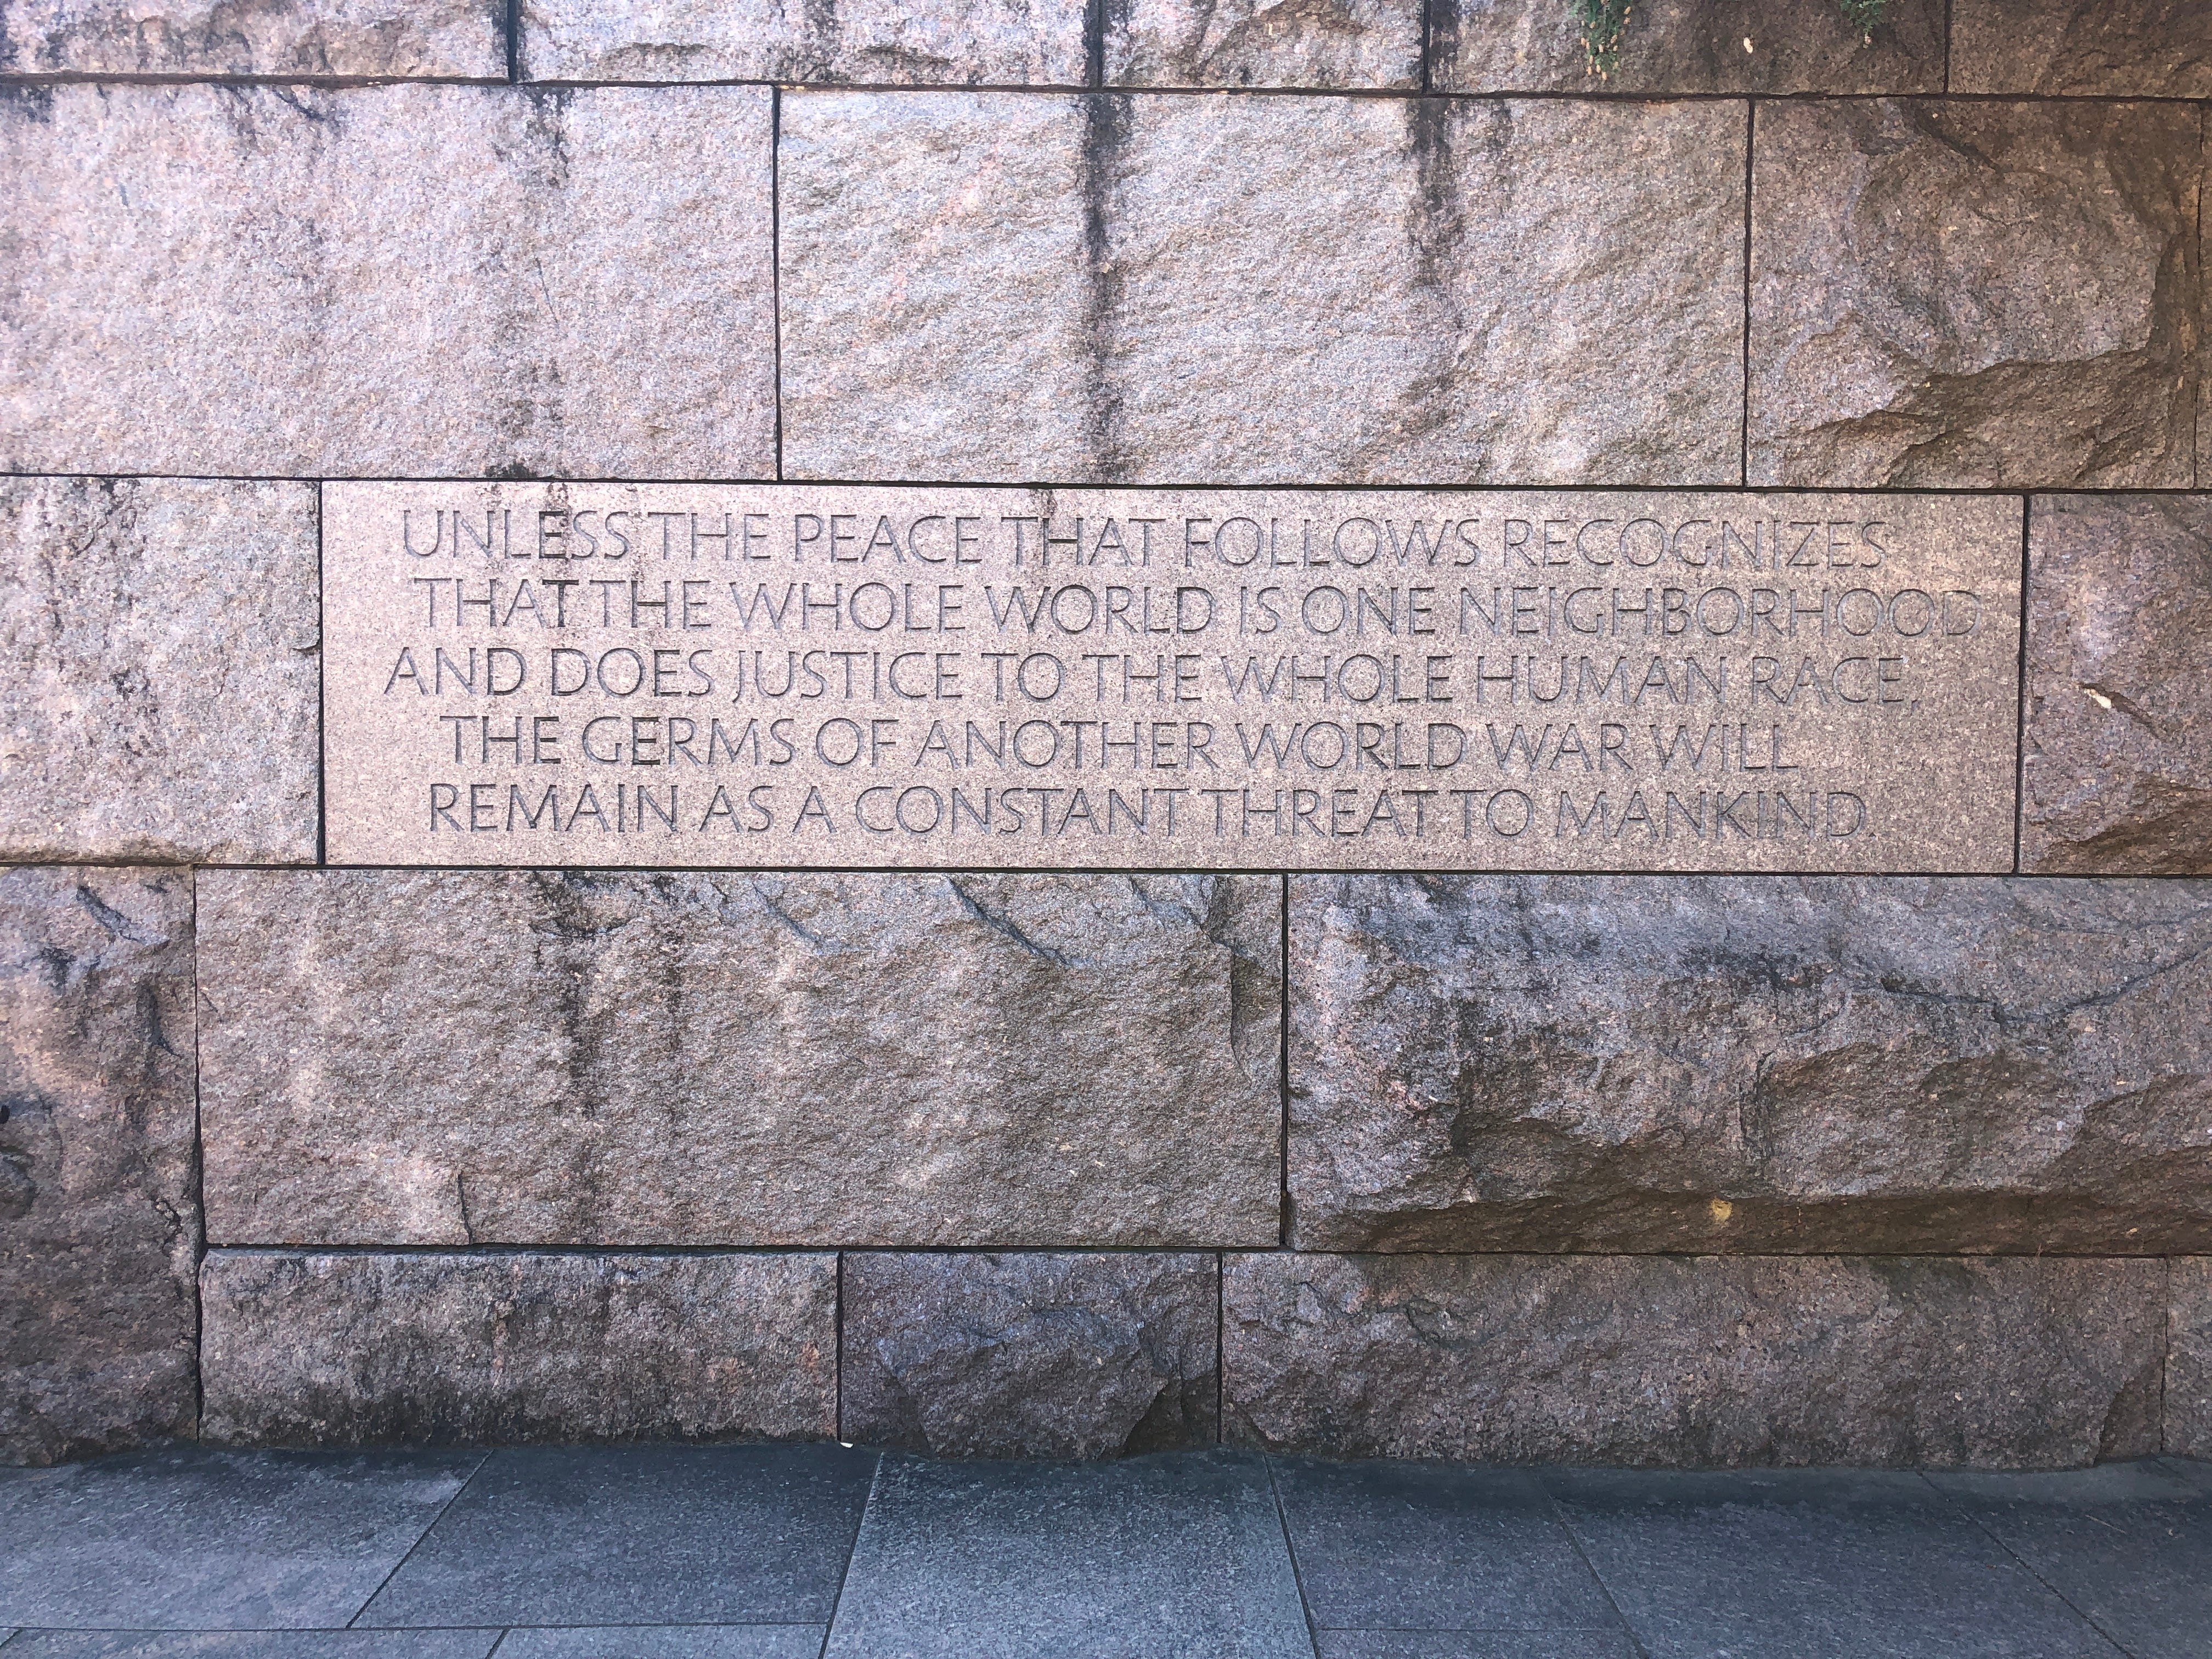 UNLESS THE PEACE THAT FOLLOWS RECOGNIZES
THAT THE WHOLE WORLD IS ONE NEIGHBORHOOD
AND DOES JUSTICE TO THE WHOLE HUMAN RACE,
THE GERMS OF ANOTHER WORLD WAR WILL
REMAIN AS A CONSTANT THREAT TO MANKIND.